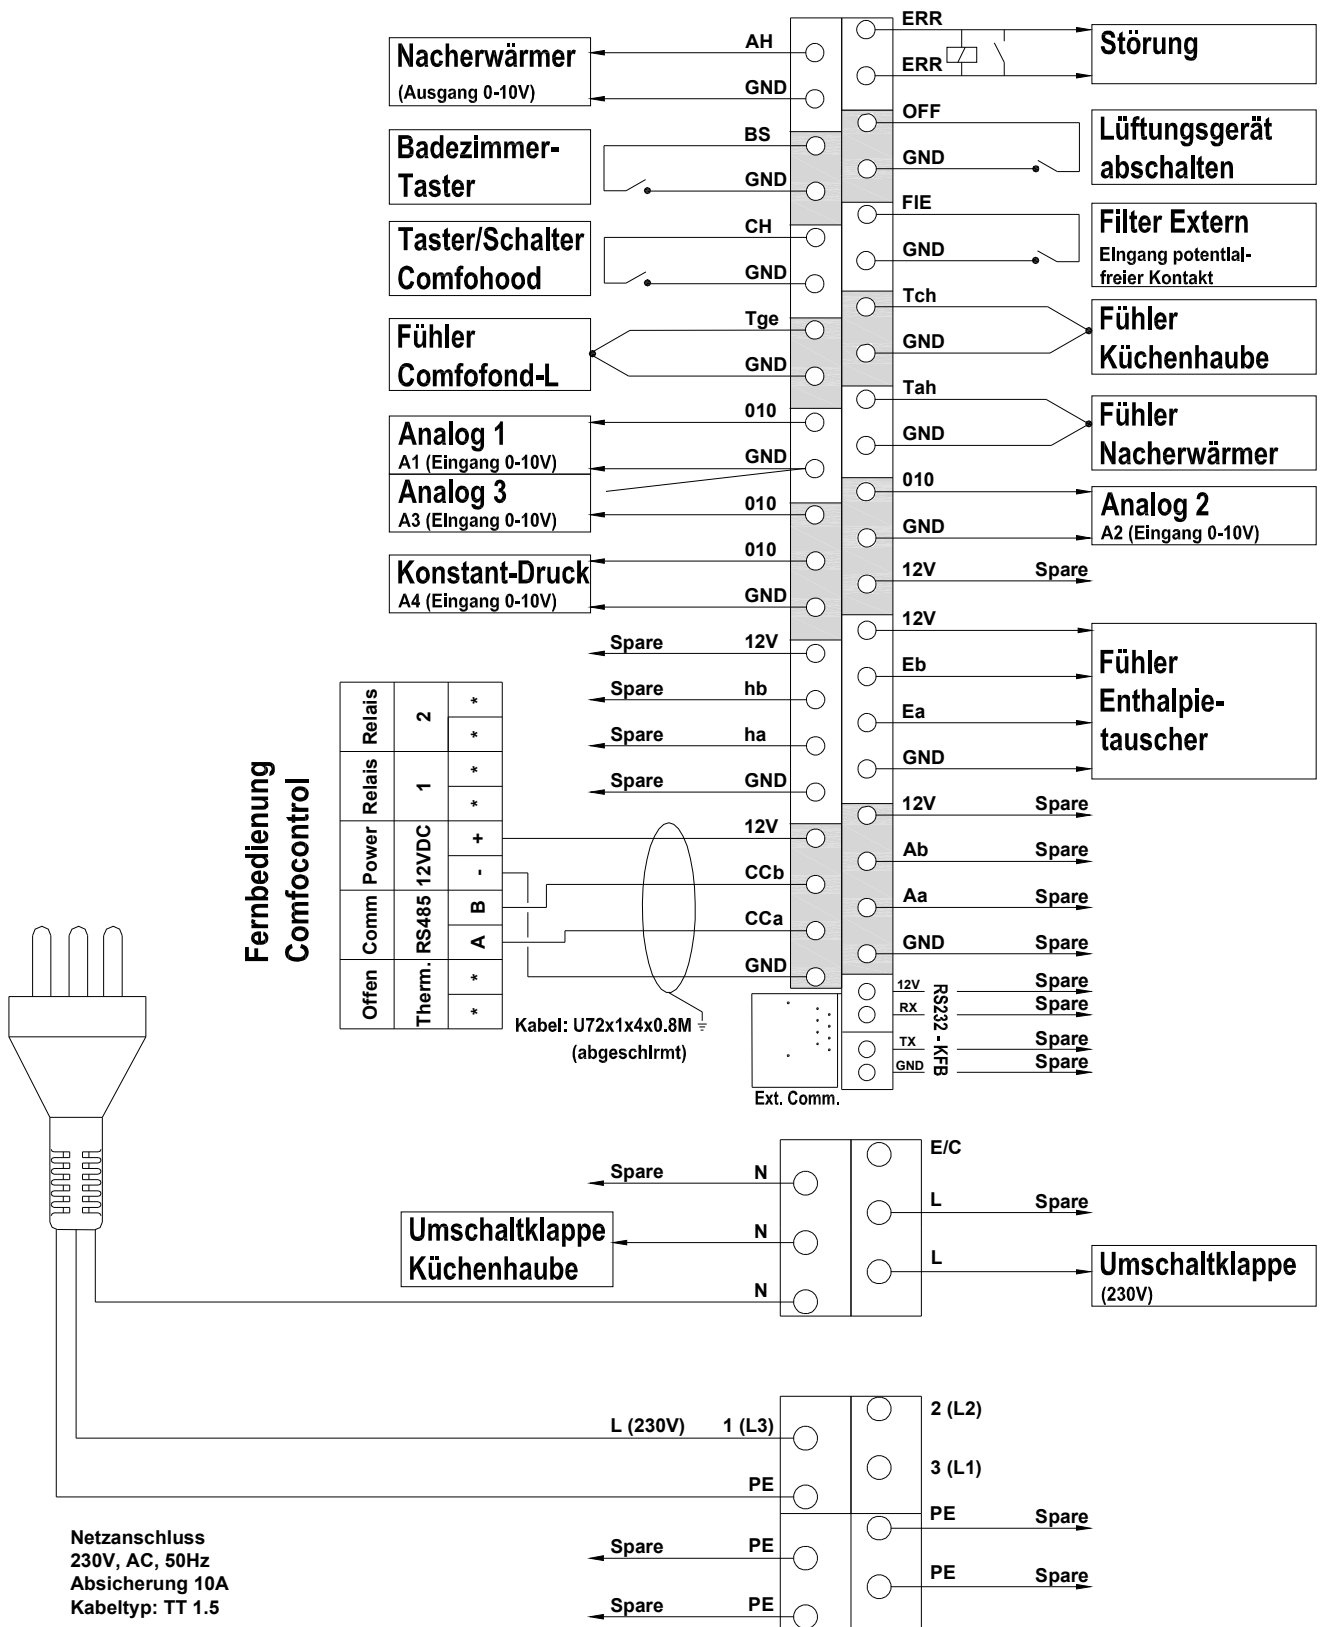 AH
Nacherwärmer
(Ausgang 0-10V)
GND
BS
Badezimmer-
Taster
GND
CH
Taster/Schalter
Comfohood
GND
Tge
Fühler
Comfofond-L
GND
010
Analog 1
A1 (Eingang 0-10V)
GND
Analog 3
A3 (EIngang 0-10V)
010
010
Konstant-Druck
A4 (Eingang 0-10V)
GND
Spare 12V
Spare hb
Spare ha
Spare GND
12V
CCb
CCa
GND
ERR
Störung
ERR
OFF
Lüftungsgerät
abschalten
GND
FIE
Filter Extern
EIngang potentIal-
freier Kontakt
GND
Tch
Fühler
Küchenhaube
GND
Tah
Fühler
Nacherwärmer
GND
010
Analog 2
A2 (Eingang 0-10V)
GND
12V Spare
12V
Eb
Fühler
Enthalpie-
tauscher
Ea
GND
12V Spare
Ab Spare
Aa Spare
GND Spare
12V Spare
RX Spare
TX Spare
GND Spare
RS232 - KFB
Fernbedienung
Comfocontrol
Relais 2 * *
Relais 1 * *
Power 12VDC + -
Comm RS485 B A
Offen Therm. * *
Kabel: U72x1x4x0.8M
(abgeschIrmt)
Ext. Comm.
E/C
Spare N
L Spare
Umschaltklappe
Küchenhaube
N
L
Umschaltklappe
(230V)
N
2 (L2)
L (230V) 1 (L3)
3 (L1)
PE
PE Spare
Spare PE
PE Spare
Spare PE
Netzanschluss
230V, AC, 50Hz
Absicherung 10A
Kabeltyp: TT 1.5